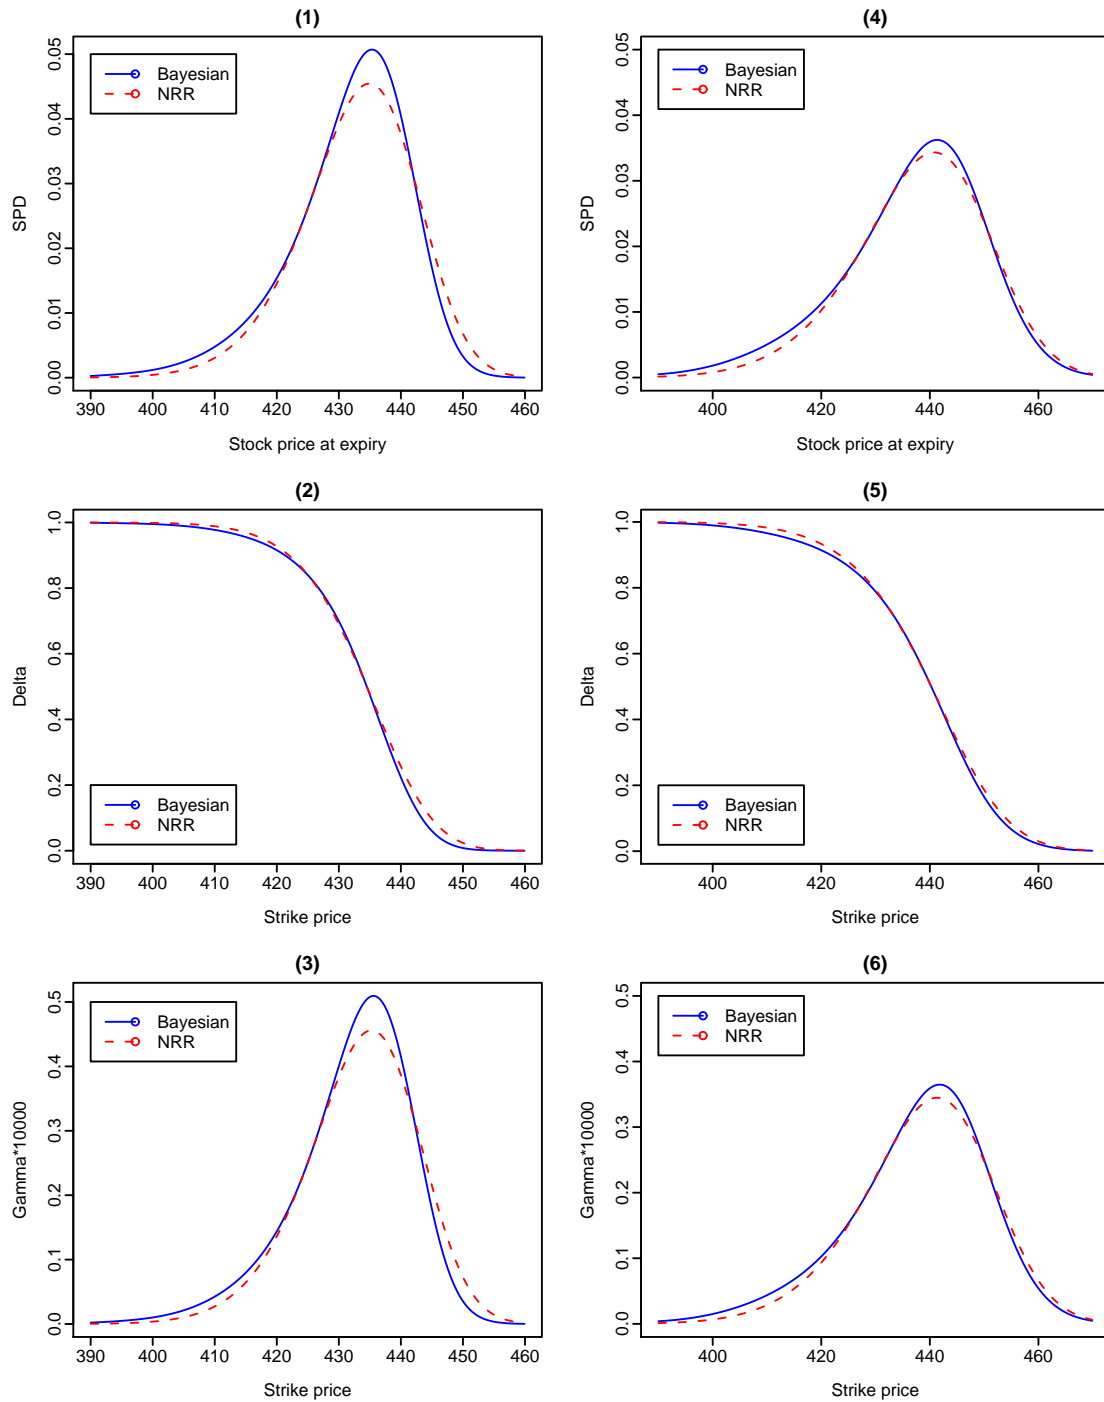 (1)
0.05
0.04
0.03
0.02
0.01
0.00
SPD
Bayesian
NRR
390 400 410 420 430 440 450 460
Stock price at expiry
(4)
0.05
0.04
0.03
0.02
0.01
0.00
SPD
Bayesian
NRR
400 420 440 460
Stock price at expiry
(2)
1.0
0.8
0.6
0.4
0.2
0.0
Delta
Bayesian
NRR
390 400 410 420 430 440 450 460
Strike price
(5)
1.0
0.8
0.6
0.4
0.2
0.0
Delta
Bayesian
NRR
400 420 440 460
Strike price
(3)
0.5
0.4
0.3
0.2
0.1
0.0
Gamma*10000
Bayesian
NRR
390 400 410 420 430 440 450 460
Strike price
(6)
0.5
0.4
0.3
0.2
0.1
0.0
Gamma*10000
Bayesian
NRR
400 420 440 460
Strike price